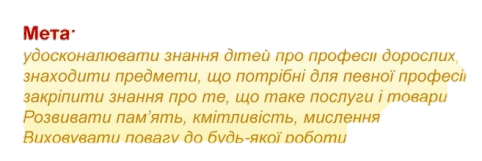 Мета:
удосконалювати знання дітей про професії дорослих,
знаходити предмети, що потрібні для певної професії
закріпити знання про те, що таке послуги і товари
Розвивати пам'ять, кмітливість, мислення
Виховувати повагу до будь-якої роботи